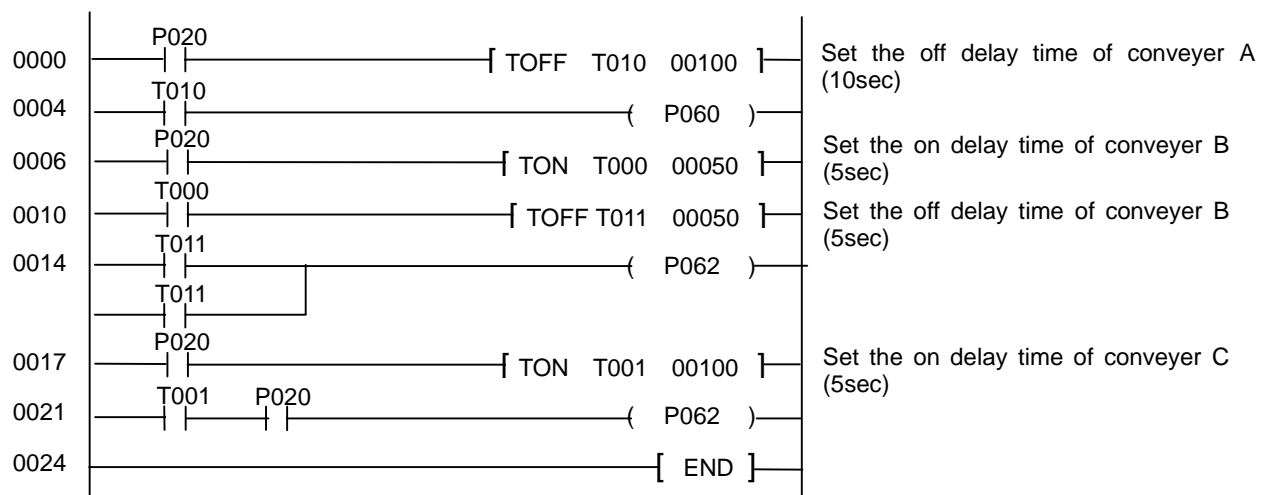 P020
0000 [ TOFF T010 00100 ] Set the off delay time of conveyer A
(10sec)
T010
0004 ( P060 )
P020
0006 [ TON T000 00050 ] Set the on delay time of conveyer B
(5sec)
T000
0010 [ TOFF T011 00050 ] Set the off delay time of conveyer B
(5sec)
T011
0014 ( P062 )
T011
P020
0017 [ TON T001 00100 ] Set the on delay time of conveyer C
(5sec)
T001 P020
0021 ( P062 )
0024 [ END ]